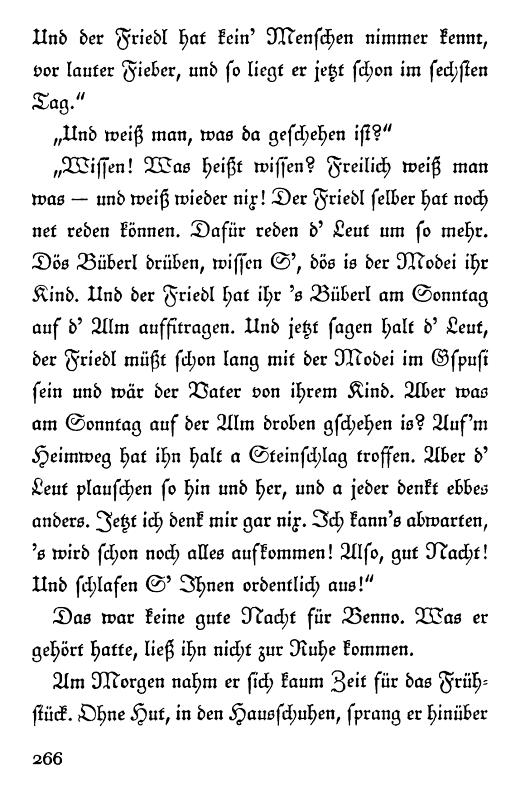 Und der Friedl hat kein’ Menschen nimmer kennt,
vor lauter Fieber, und so liegt er jetzt schon im sechsten
Tag.“
„Und weiß man, was da geschehen ist?“
„Wissen! Was heißt wissen? Freilich weiß man
was — und weiß wieder nix! Der Friedl selber hat noch
net reden können. Dafür reden d’ Leut um so mehr.
Dös Büberl drüben, wissen S’, dös is der Modei ihr
Kind. Und der Friedl hat ihr ’s Büberl am Sonntag
auf d’ Alm auffitragen. Und jetzt sagen halt d’ Leut,
der Friedl müßt schon lang mit der Modei im Gspusi
sein und wär der Vater von ihrem Kind. Aber was
am Sonntag auf der Alm droben gschehen is? Auf’m
Heimweg hat ihn halt a Steinschlag troffen. Aber d’
Leut plauschen so hin und her, und a jeder denkt ebbes
anders. Jetzt ich denk mir gar nix. Ich kann’s abwarten,
’s wird schon noch alles aufkommen! Also, gut Nacht!
Und schlafen S’ Ihnen ordentlich aus!“
Das war keine gute Nacht für Benno. Was er
gehört hatte, ließ ihn nicht zur Ruhe kommen.
Am Morgen nahm er sich kaum Zeit für das Früh-
stück. Ohne Hut, in den Hausschuhen, sprang er hinüber
266